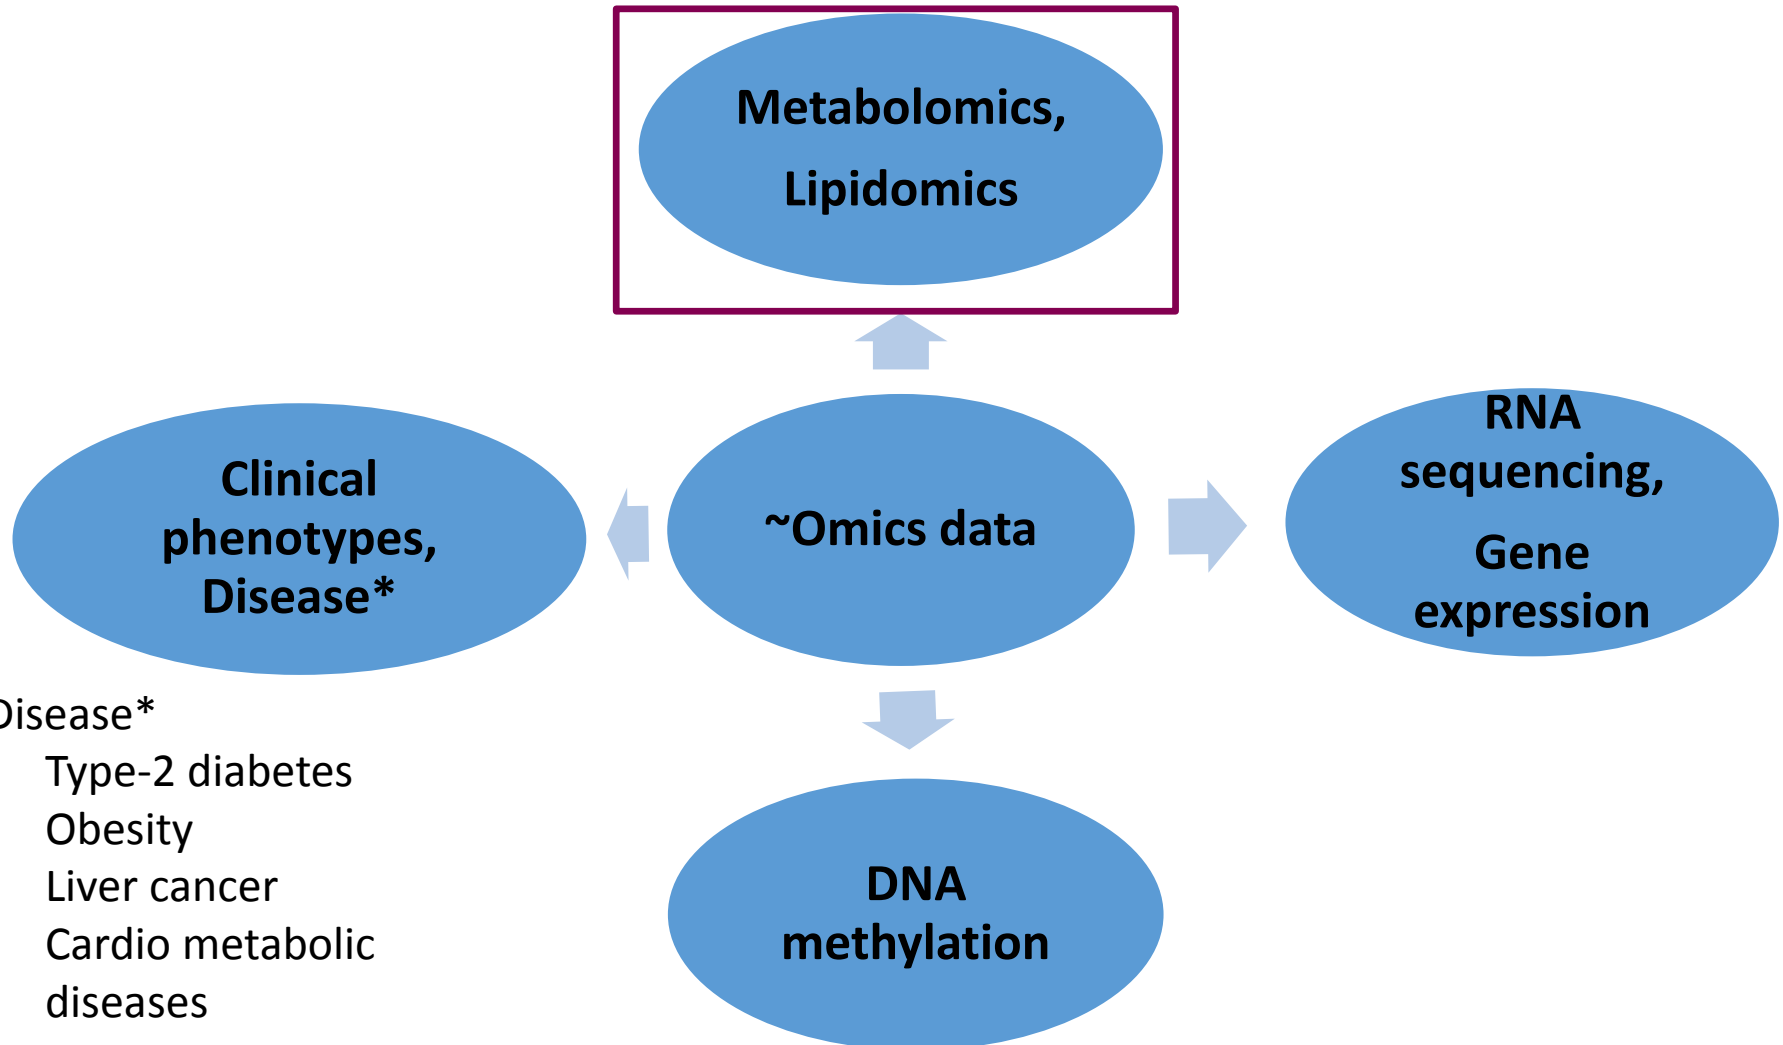 Metabolomics,
Lipidomics
Clinical
phenotypes,
Disease*
~Omics data
RNA
sequencing,
Gene
expression
Disease*
Type-2 diabetes
Obesity
Liver cancer
Cardio metabolic
diseases
DNA
methylation